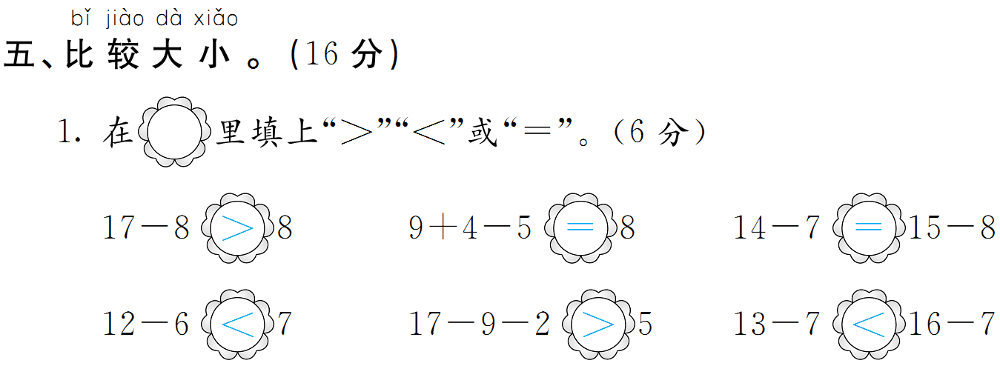 bǐ jiào dà xiǎo
五、比较大小。(16 分)
1. 在 里填上“＞”“＜”或“＝”。(6 分)
17－8 ＞ 8 9＋4－5 ＝ 8 14－7 ＝ 15－8
12－6 ＜ 7 17－9－2 ＞ 5 13－7 ＜ 16－7